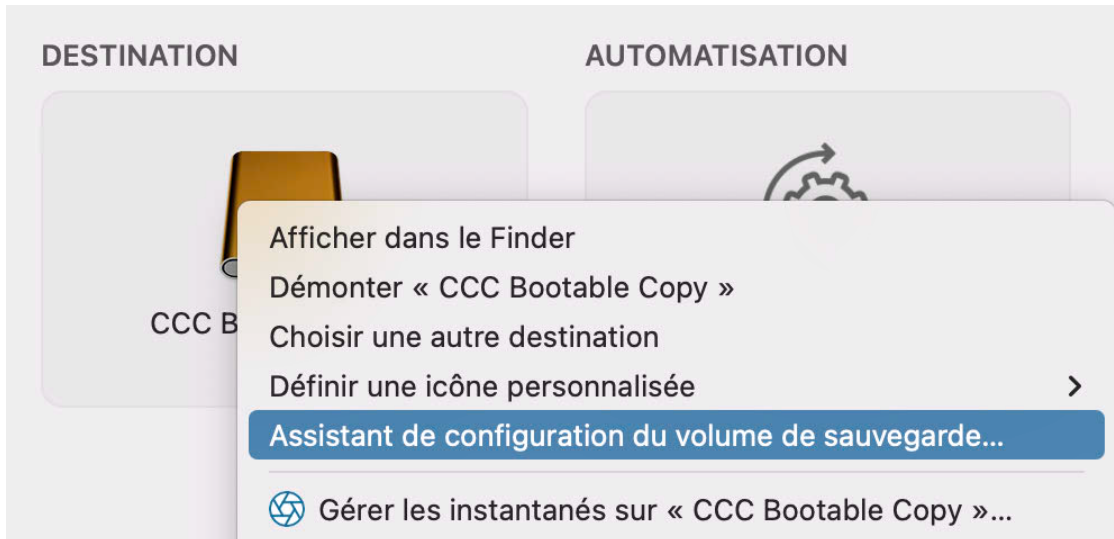 DESTINATION
AUTOMATISATION
CCC B
Afficher dans le Finder
Démonter « CCC Bootable Copy »
Choisir une autre destination
Définir une icône personnalisée
Assistant de configuration du volume de sauvegarde...
Gérer les instantanés sur « CCC Bootable Copy »...